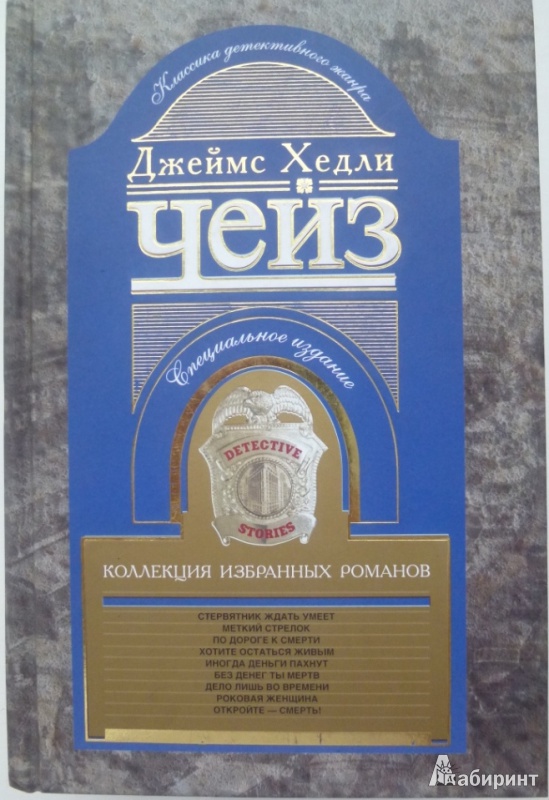 Классика детективного жанра
Джеймс Хедли
Чейз
Специальное издание
DETECTIVE
STORIES
КОЛЛЕКЦИЯ ИЗБРАННЫХ РОМАНОВ
СТЕРВЯТНИК ЖДАТЬ УМЕЕТ
МЕТКИЙ СТРЕЛОК
ПО ДОРОГЕ К СМЕРТИ
ХОТИТЕ ОСТАТЬСЯ ЖИВЫМ
ИНОГДА ДЕНЬГИ ПАХНУТ
БЕЗ ДЕНЕГ ТЫ МЕРТВ
ДЕЛО ЛИШЬ ВО ВРЕМЕНИ
РОКОВАЯ ЖЕНЩИНА
ОТКРОЙТЕ — СМЕРТЬ!
Лабиринт